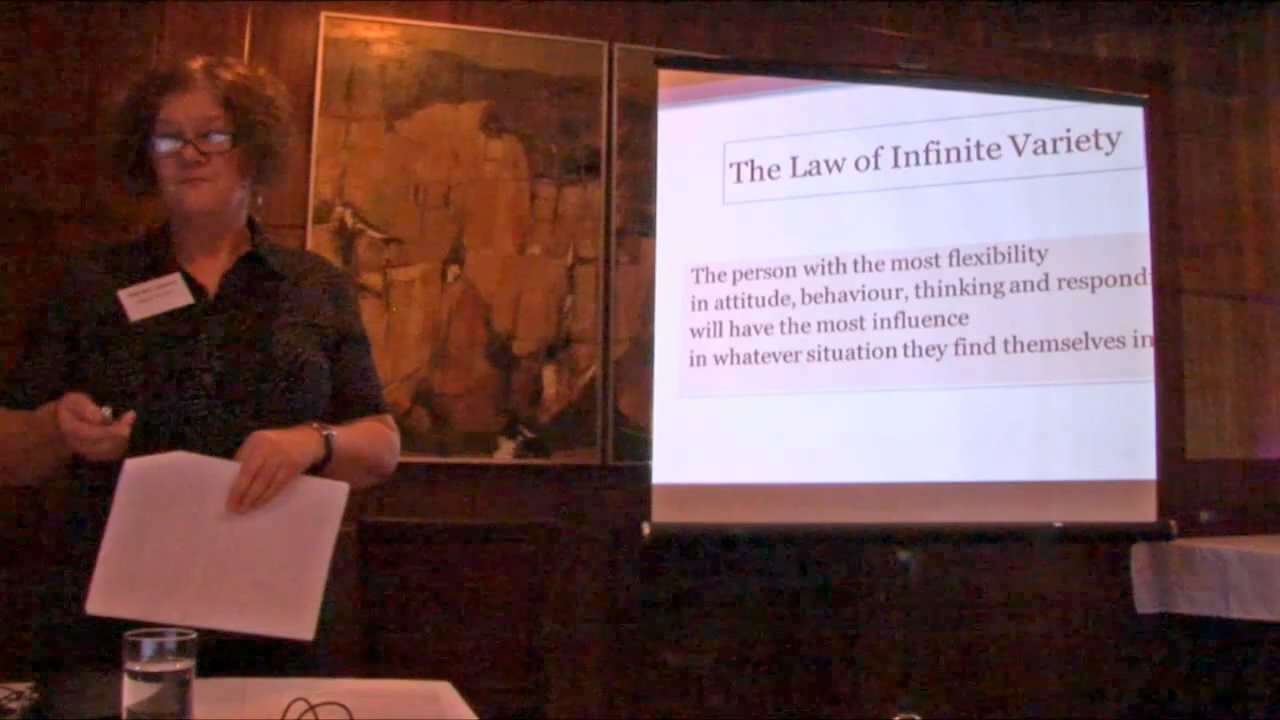 The Law of Infinite Variety
The person with the most flexibility
in attitude, behaviour, thinking and respond
will have the most influence
in whatever situation they find themselves in